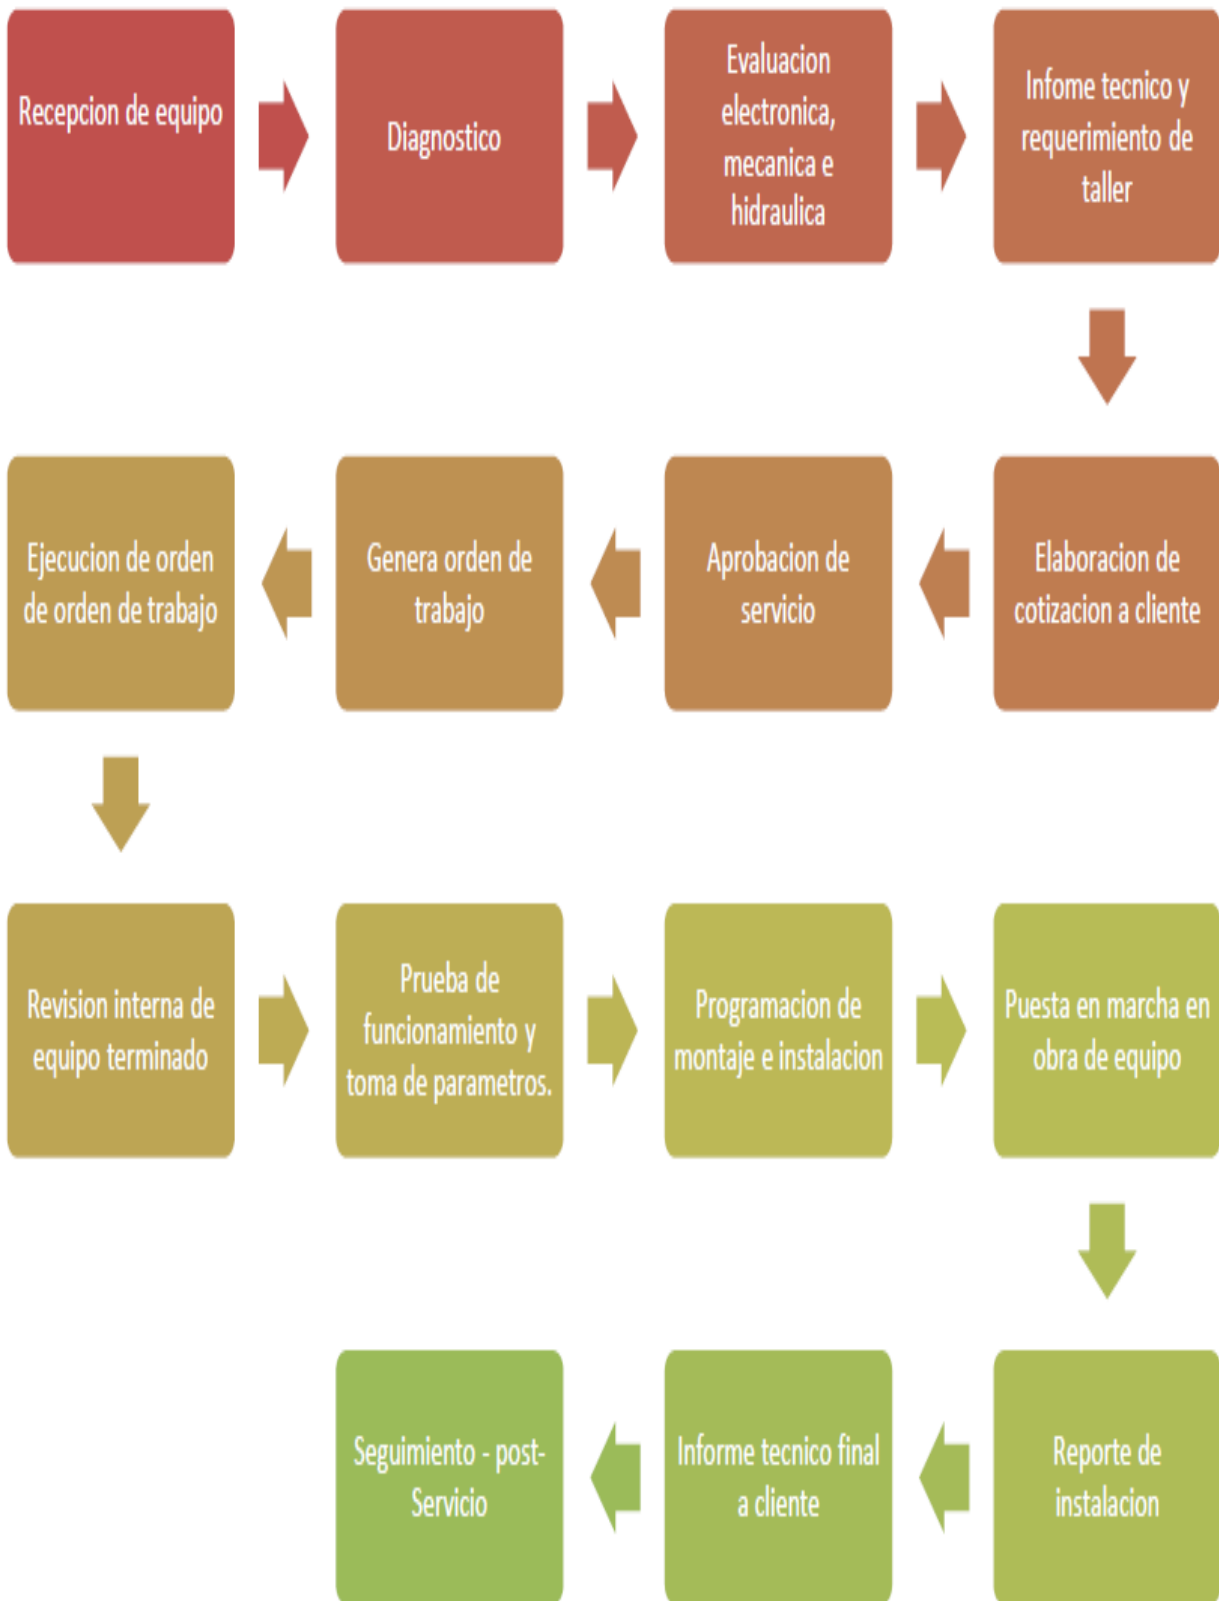 Recepcion de equipo
Diagnostico
Evaluacion
electronica,
mecanica e
hidraulica
Infome tecnico y
requerimiento de
taller
Elaboracion de
cotizacion a cliente
Aprobacion de
servicio
Genera orden de
trabajo
Ejecucion de orden
de orden de trabajo
Revision interna de
equipo terminado
Prueba de
funcionamiento y
toma de parametros.
Programacion de
montaje e instalacion
Puesta en marcha en
obra de equipo
Reporte de
instalacion
Informe tecnico final
a cliente
Seguimiento - post-
Servicio